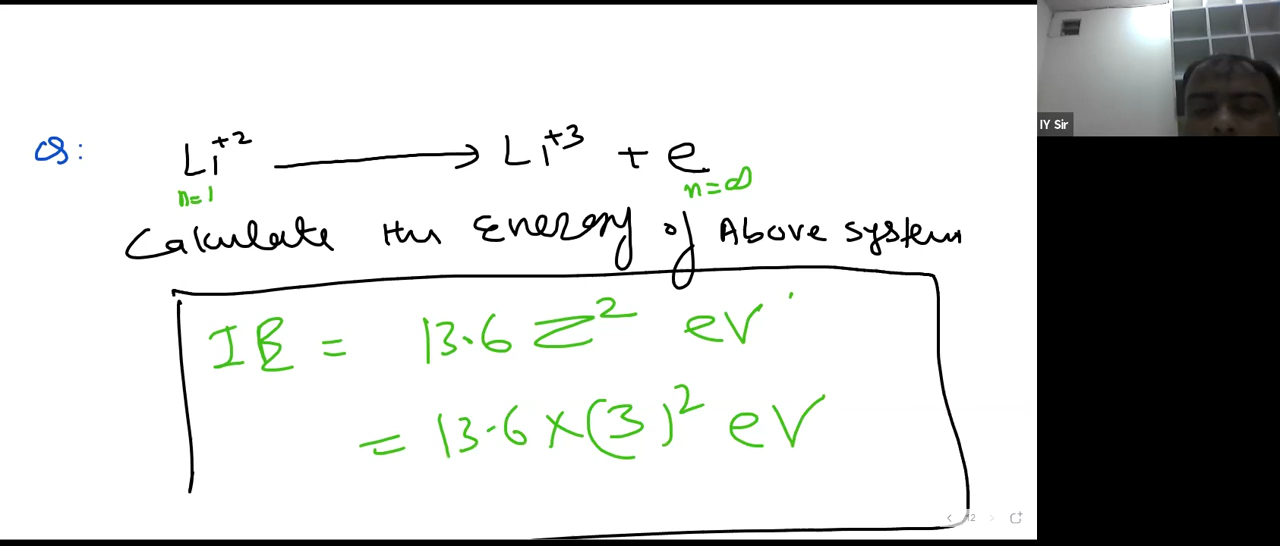 Q: Li+2 ⟶ Li+3 + e
n=1 n=∞
Calculate the Energy of Above system
IE = 13.6 Z² eV
= 13.6 × (3)² eV
IY Sir
12